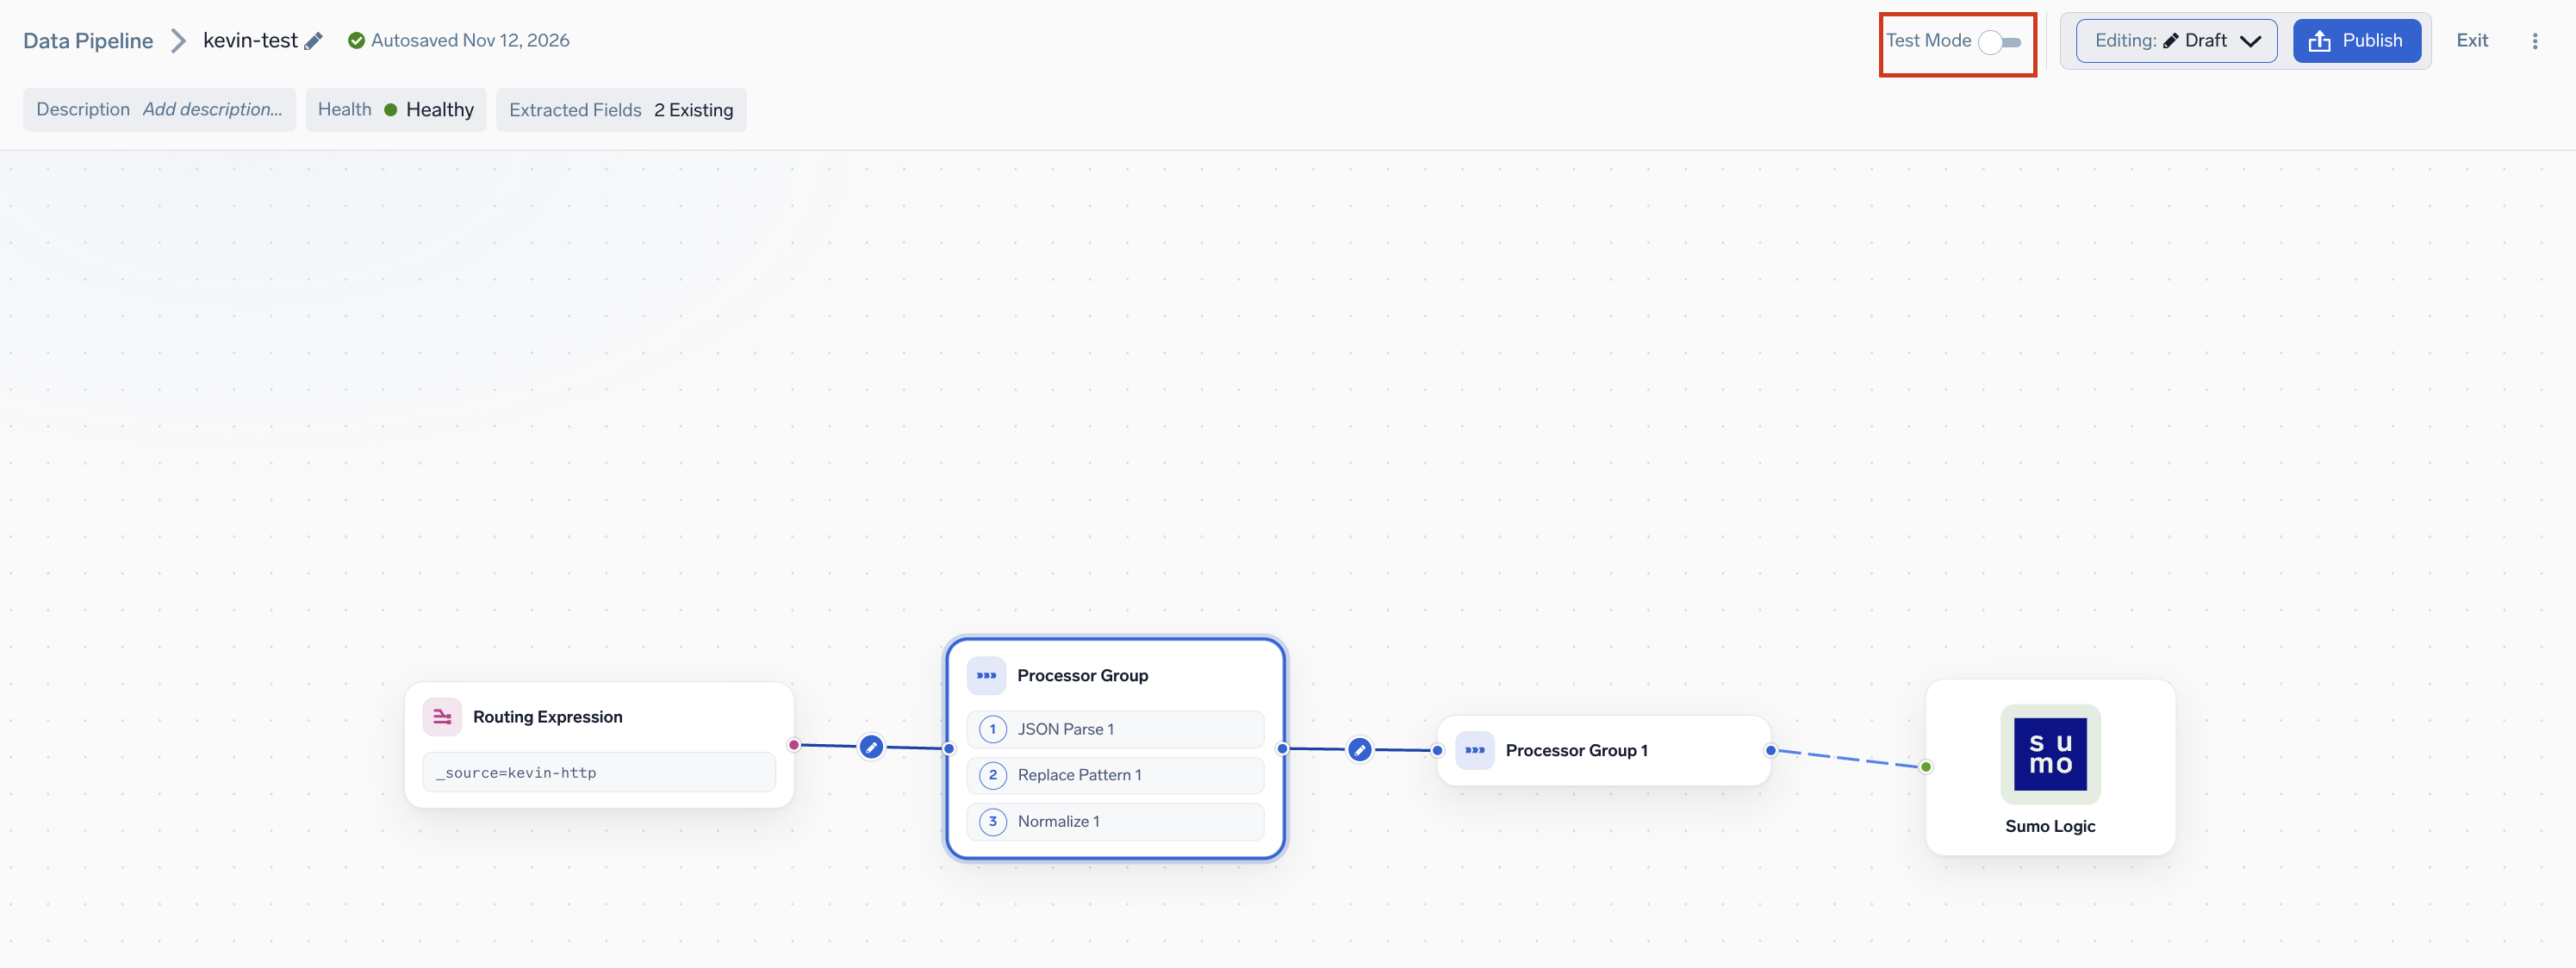 Data Pipeline
kevin-test
Autosaved Nov 12, 2026
Test Mode
Editing: Draft
Publish
Exit
Description Add description...
Health Healthy
Extracted Fields 2 Existing
Routing Expression
_source=kevin-http
Processor Group
1 JSON Parse 1
2 Replace Pattern 1
3 Normalize 1
Processor Group 1
su
mo
Sumo Logic